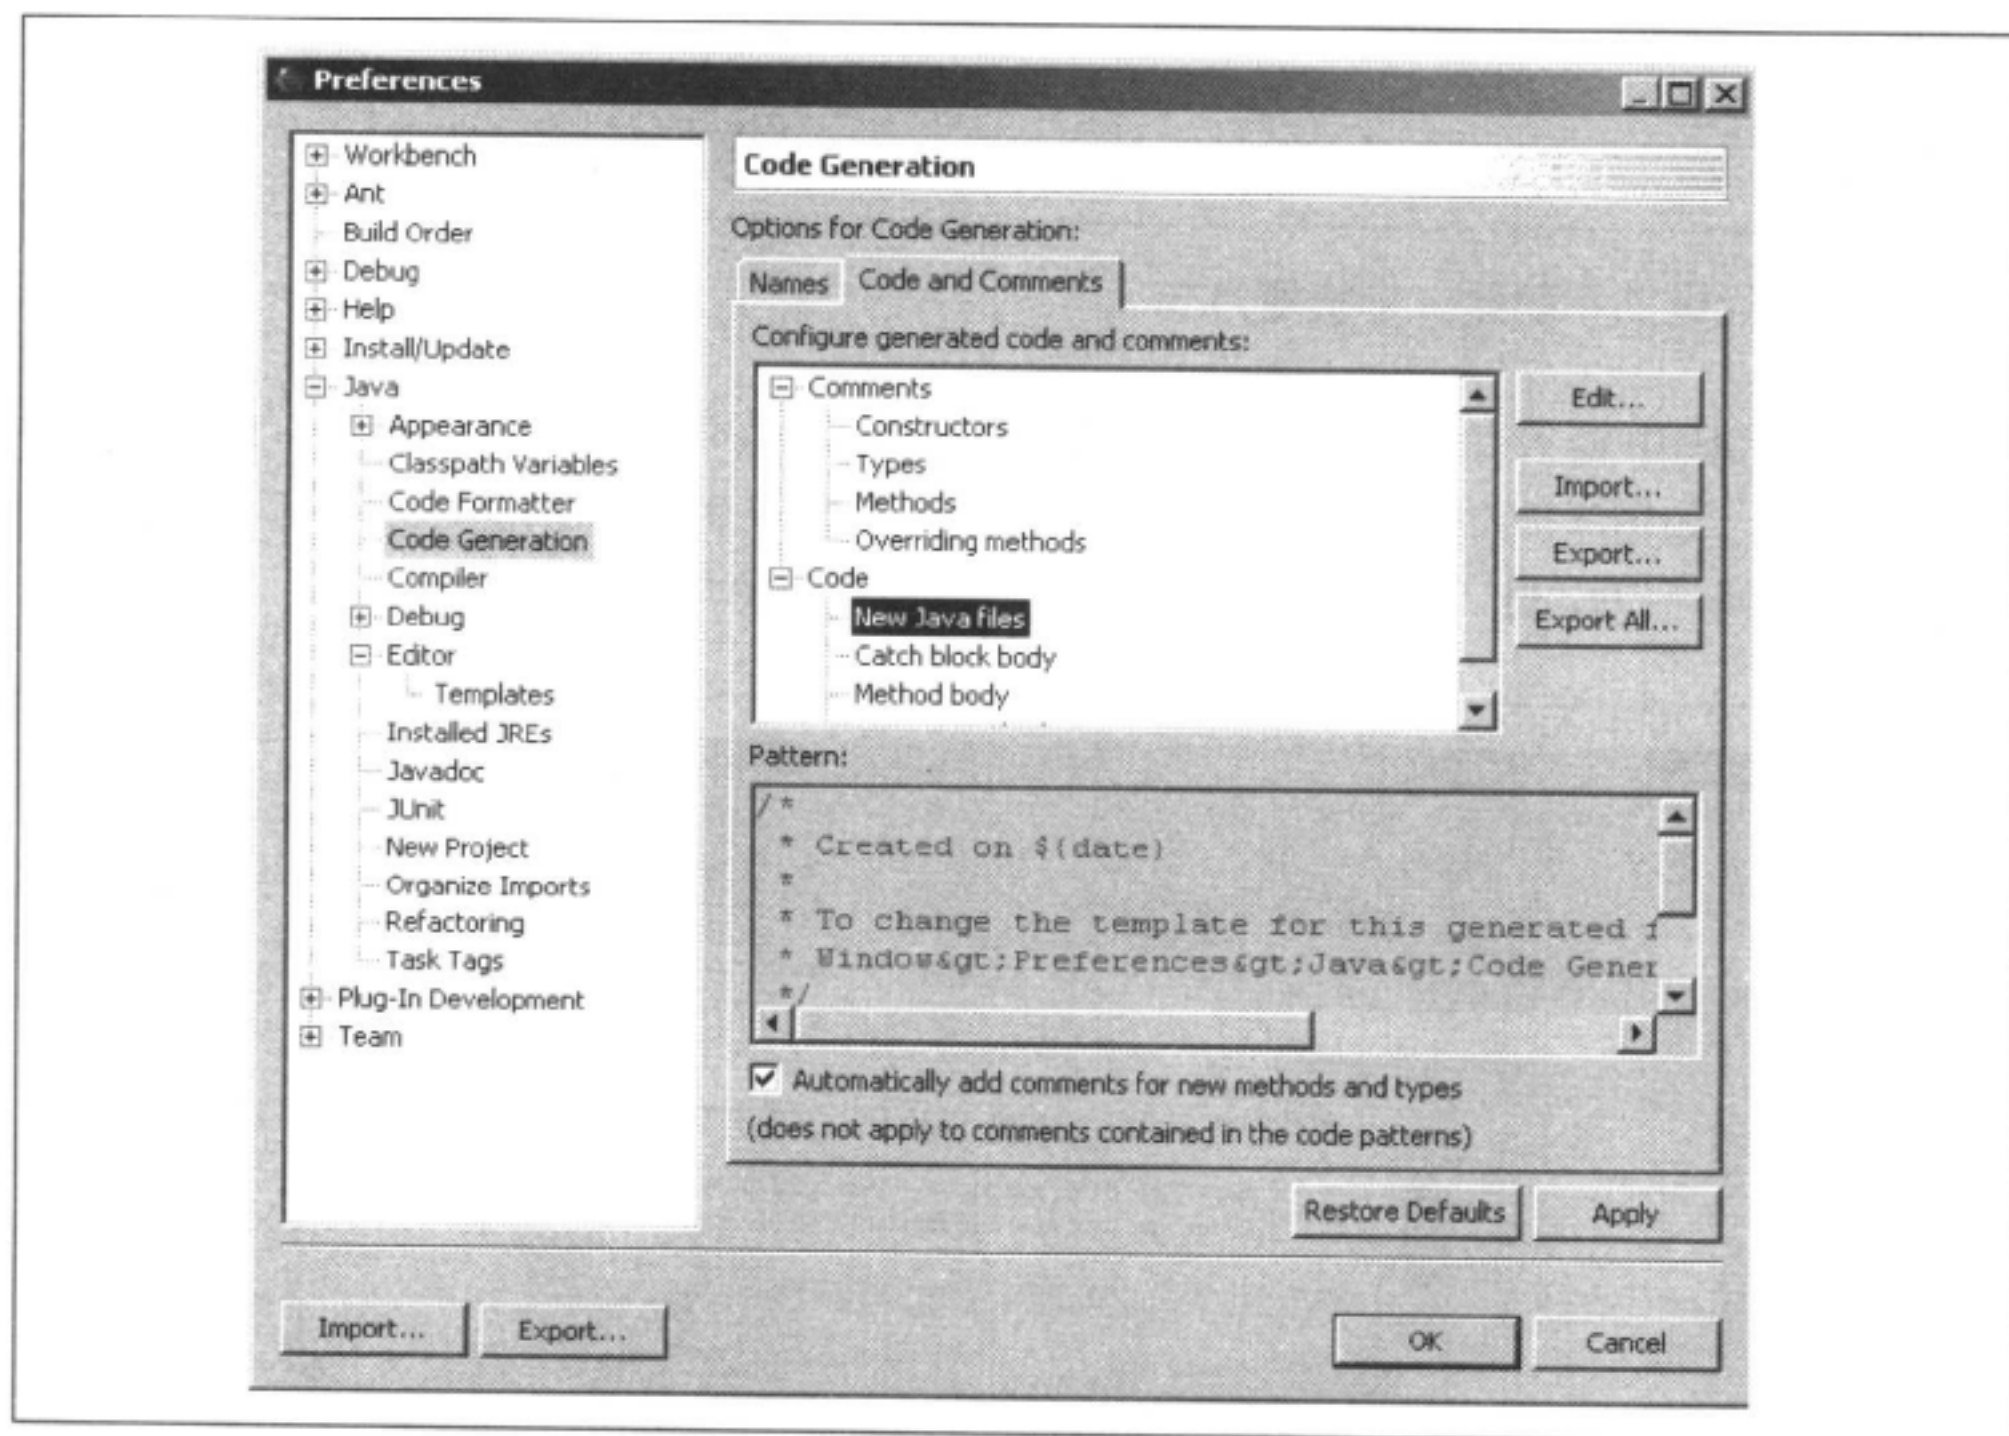 Preferences
Workbench
Ant
Build Order
Debug
Help
Install/Update
Java
Appearance
Classpath Variables
Code Formatter
Code Generation
Compiler
Debug
Editor
Templates
Installed JREs
Javadoc
JUnit
New Project
Organize Imports
Refactoring
Task Tags
Plug-In Development
Team
Code Generation
Options for Code Generation:
Names Code and Comments
Configure generated code and comments:
Comments
Constructors
Types
Methods
Overriding methods
Code
New Java files
Catch block body
Method body
Edit...
Import...
Export...
Export All...
Pattern:
/*
* Created on ${date}
*
* To change the template for this generated
* Window&gt;Preferences&gt;Java&gt;Code Gener
*/
Automatically add comments for new methods and types
(does not apply to comments contained in the code patterns)
Restore Defaults Apply
Import... Export... OK Cancel